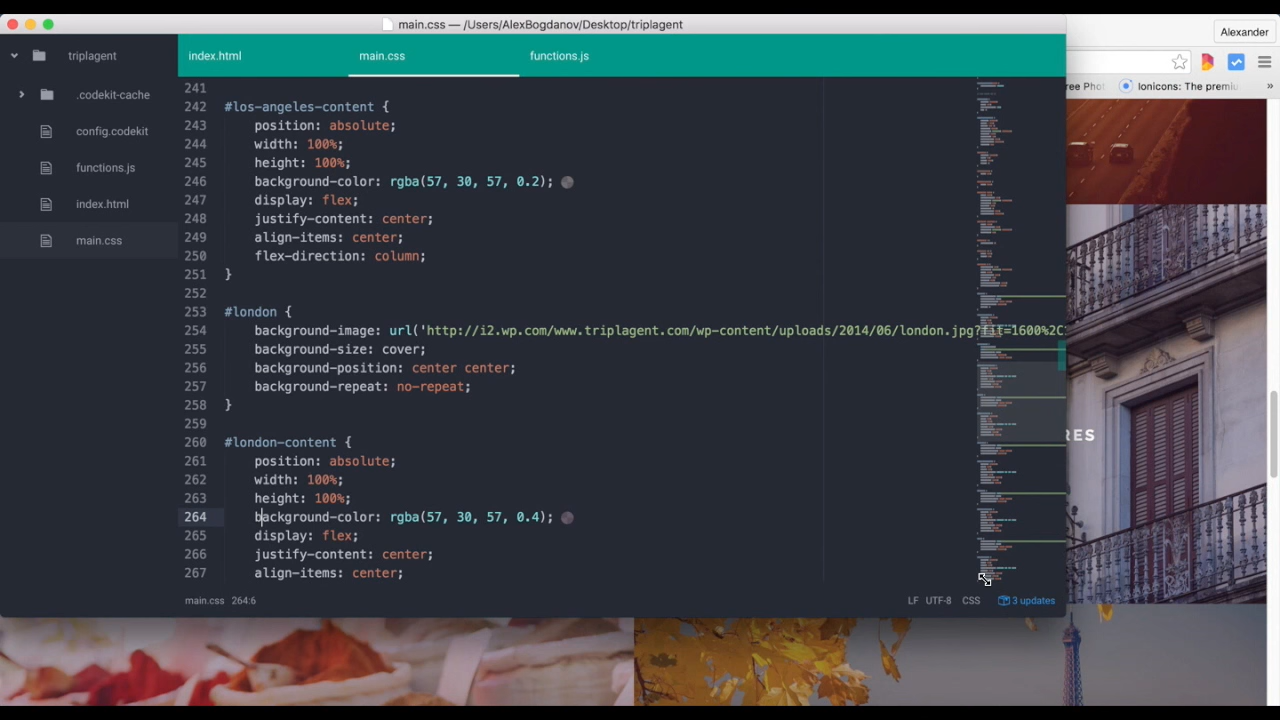 main.css — /Users/AlexBogdanov/Desktop/triplagent
Alexander
triplagent
index.html
main.css
functions.js
ree Phot
Ionicons: The premiu
»
.codekit-cache
config.codekit
functions.js
index.html
main.css
241
242 #los-angeles-content {
243 position: absolute;
244 width: 100%;
245 height: 100%;
246 background-color: rgba(57, 30, 57, 0.2);
247 display: flex;
248 justify-content: center;
249 align-items: center;
250 flex-direction: column;
251 }
252
253 #london {
254 background-image: url('http://i2.wp.com/www.triplagent.com/wp-content/uploads/2014/06/london.jpg?fit=1600%2C
255 background-size: cover;
256 background-position: center center;
257 background-repeat: no-repeat;
258 }
259
260 #london-content {
261 position: absolute;
262 width: 100%;
263 height: 100%;
264 background-color: rgba(57, 30, 57, 0.4);
265 display: flex;
266 justify-content: center;
267 align-items: center;
RES
main.css 264:6
LF UTF-8 CSS 3 updates